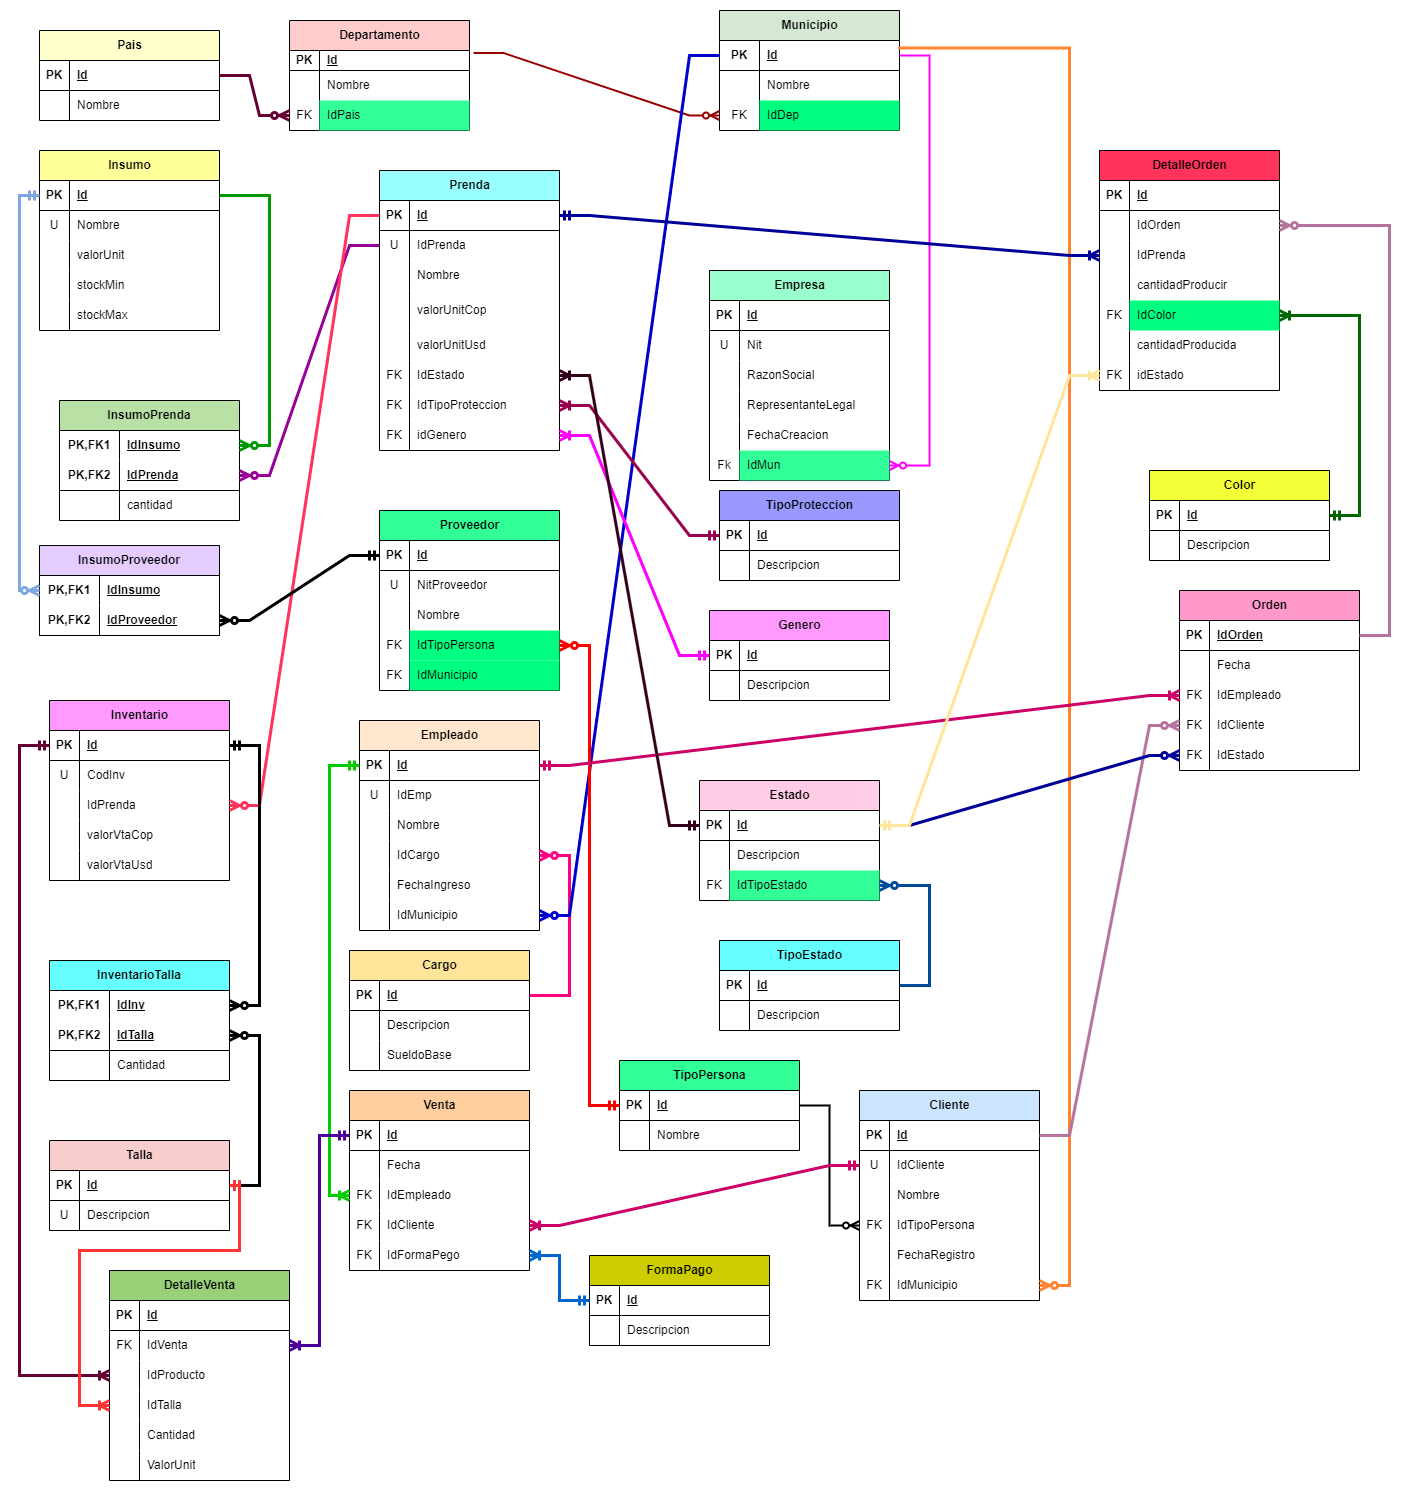 Pais
PK Id
Nombre
Departamento
PK Id
Nombre
FK IdPais
Municipio
PK Id
Nombre
FK IdDep
Insumo
PK Id
U Nombre
valorUnit
stockMin
stockMax
Prenda
PK Id
U IdPrenda
Nombre
valorUnitCop
valorUnitUsd
FK IdEstado
FK IdTipoProteccion
FK idGenero
DetalleOrden
PK Id
IdOrden
IdPrenda
cantidadProducir
FK IdColor
cantidadProducida
FK idEstado
Empresa
PK Id
U Nit
RazonSocial
RepresentanteLegal
FechaCreacion
Fk IdMun
InsumoPrenda
PK,FK1 IdInsumo
PK,FK2 IdPrenda
cantidad
TipoProteccion
PK Id
Descripcion
Color
PK Id
Descripcion
InsumoProveedor
PK,FK1 IdInsumo
PK,FK2 IdProveedor
Proveedor
PK Id
U NitProveedor
Nombre
FK IdTipoPersona
FK IdMunicipio
Genero
PK Id
Descripcion
Orden
PK IdOrden
Fecha
FK IdEmpleado
FK IdCliente
FK IdEstado
Inventario
PK Id
U CodInv
IdPrenda
valorVtaCop
valorVtaUsd
Empleado
PK Id
U IdEmp
Nombre
IdCargo
FechaIngreso
IdMunicipio
Estado
PK Id
Descripcion
FK IdTipoEstado
InventarioTalla
PK,FK1 IdInv
PK,FK2 IdTalla
Cantidad
Cargo
PK Id
Descripcion
SueldoBase
TipoEstado
PK Id
Descripcion
TipoPersona
PK Id
Nombre
Venta
PK Id
Fecha
FK IdEmpleado
FK IdCliente
FK IdFormaPego
Cliente
PK Id
U IdCliente
Nombre
FK IdTipoPersona
FechaRegistro
FK IdMunicipio
Talla
PK Id
U Descripcion
FormaPago
PK Id
Descripcion
DetalleVenta
PK Id
FK IdVenta
IdProducto
IdTalla
Cantidad
ValorUnit